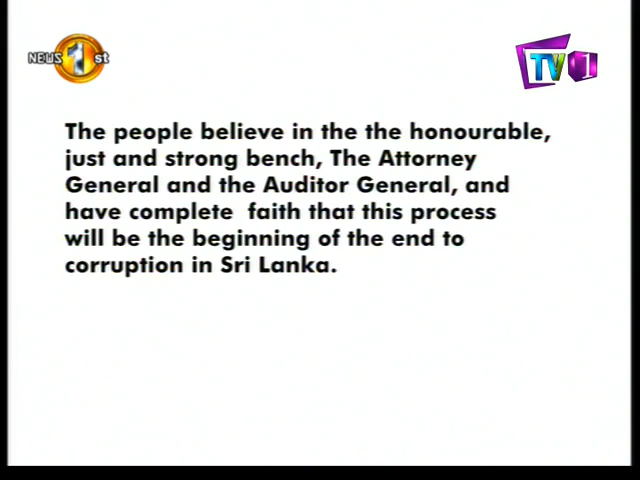 NEWS 1st
TV 1
The people believe in the the honourable,
just and strong bench, The Attorney
General and the Auditor General, and
have complete faith that this process
will be the beginning of the end to
corruption in Sri Lanka.